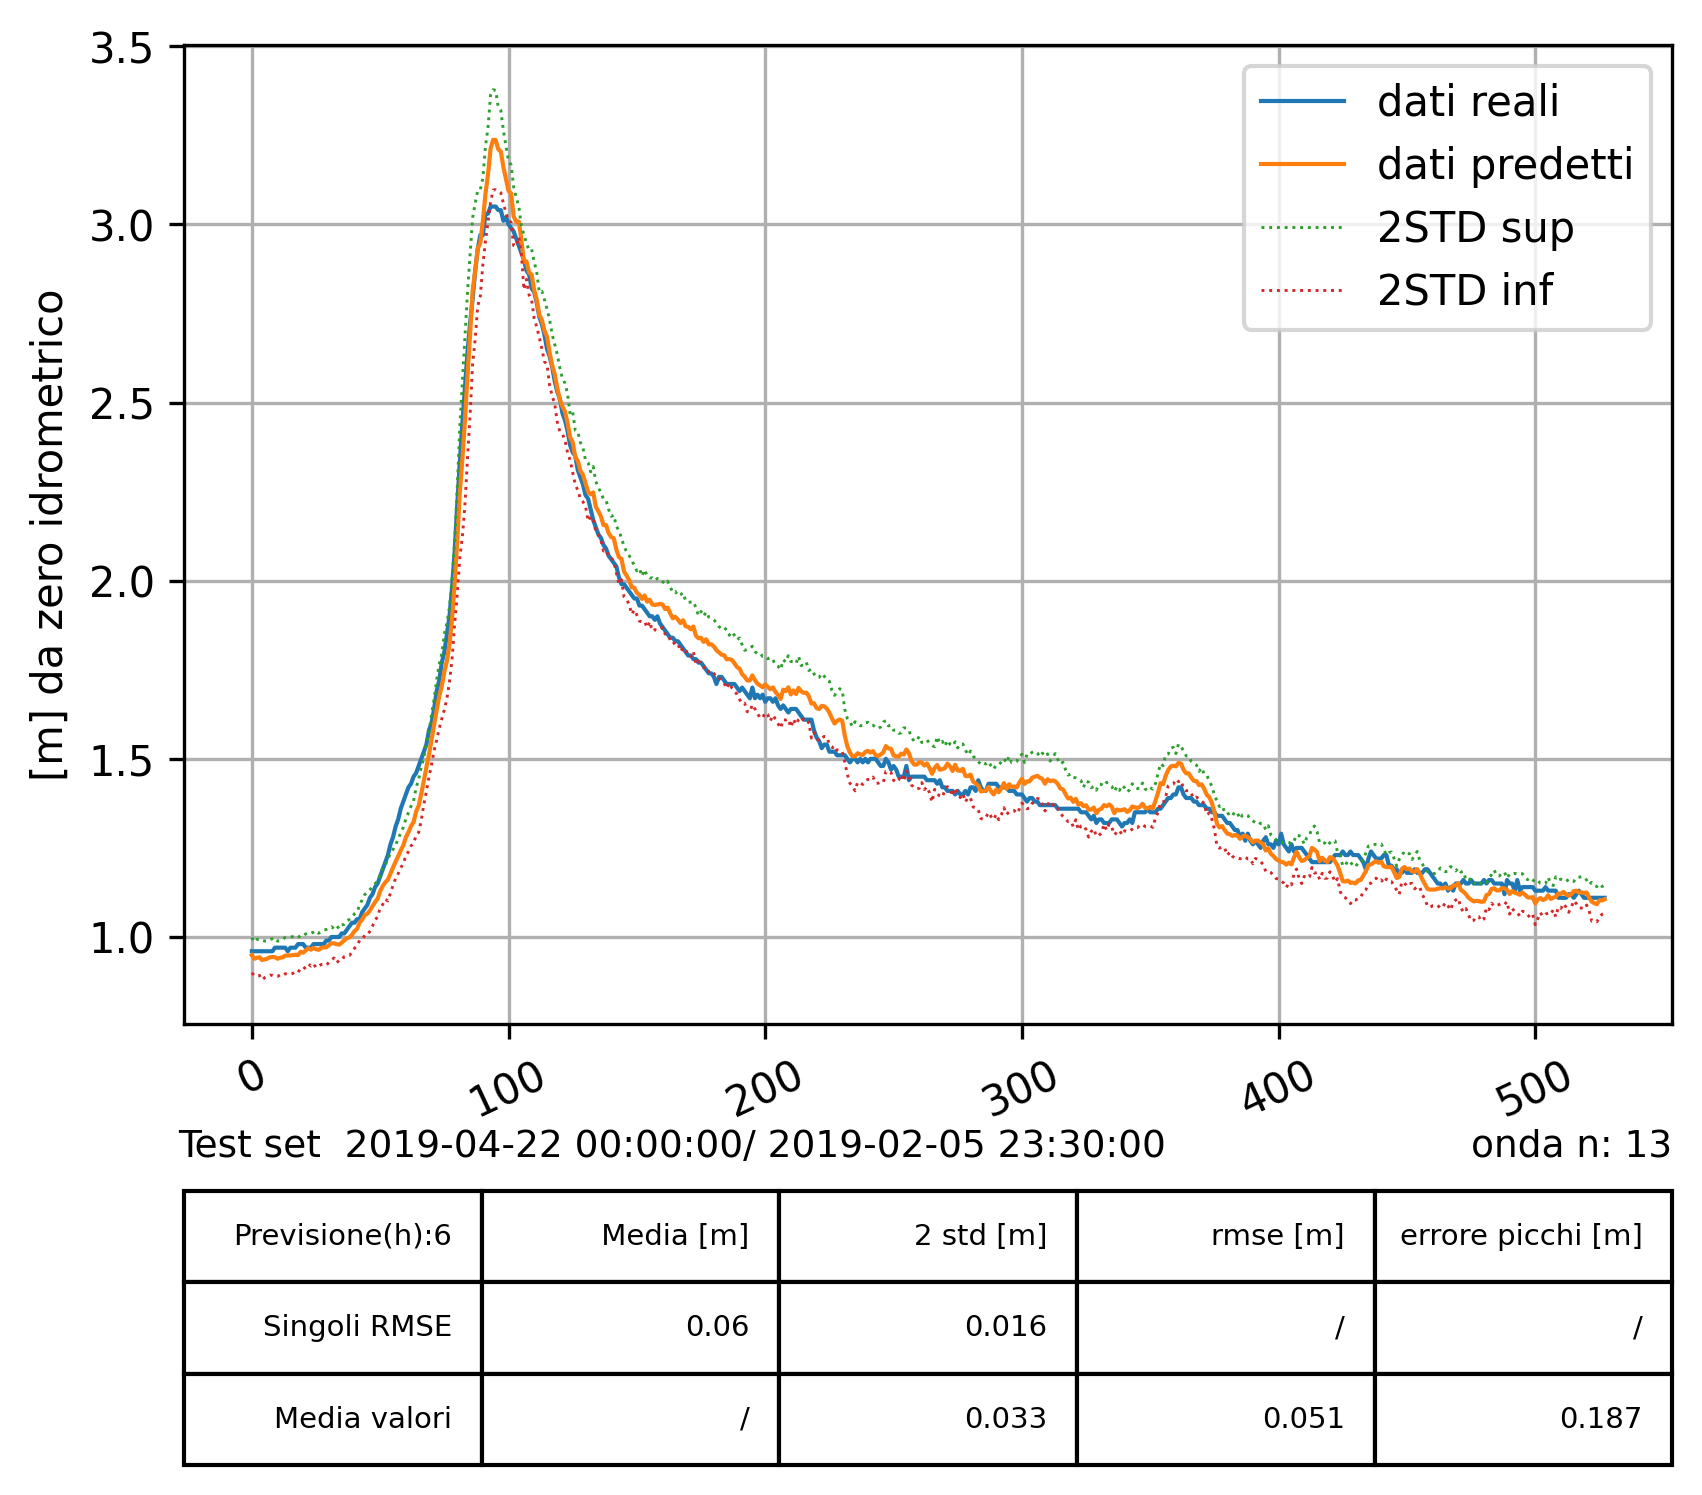 3.5
3.0
2.5
2.0
1.5
1.0
[m] da zero idrometrico
dati reali
dati predetti
2STD sup
2STD inf
0 100 200 300 400 500
Test set 2019-04-22 00:00:00/ 2019-02-05 23:30:00 onda n: 13
Previsione(h):6 Media [m] 2 std [m] rmse [m] errore picchi [m]
Singoli RMSE 0.06 0.016 / /
Media valori / 0.033 0.051 0.187